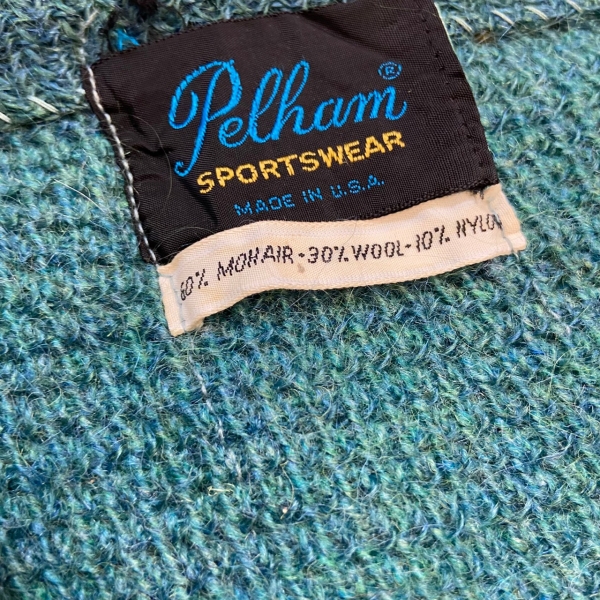 Pelham®
SPORTSWEAR
MADE IN U.S.A.
60% MOHAIR-30% WOOL-10% NYLON